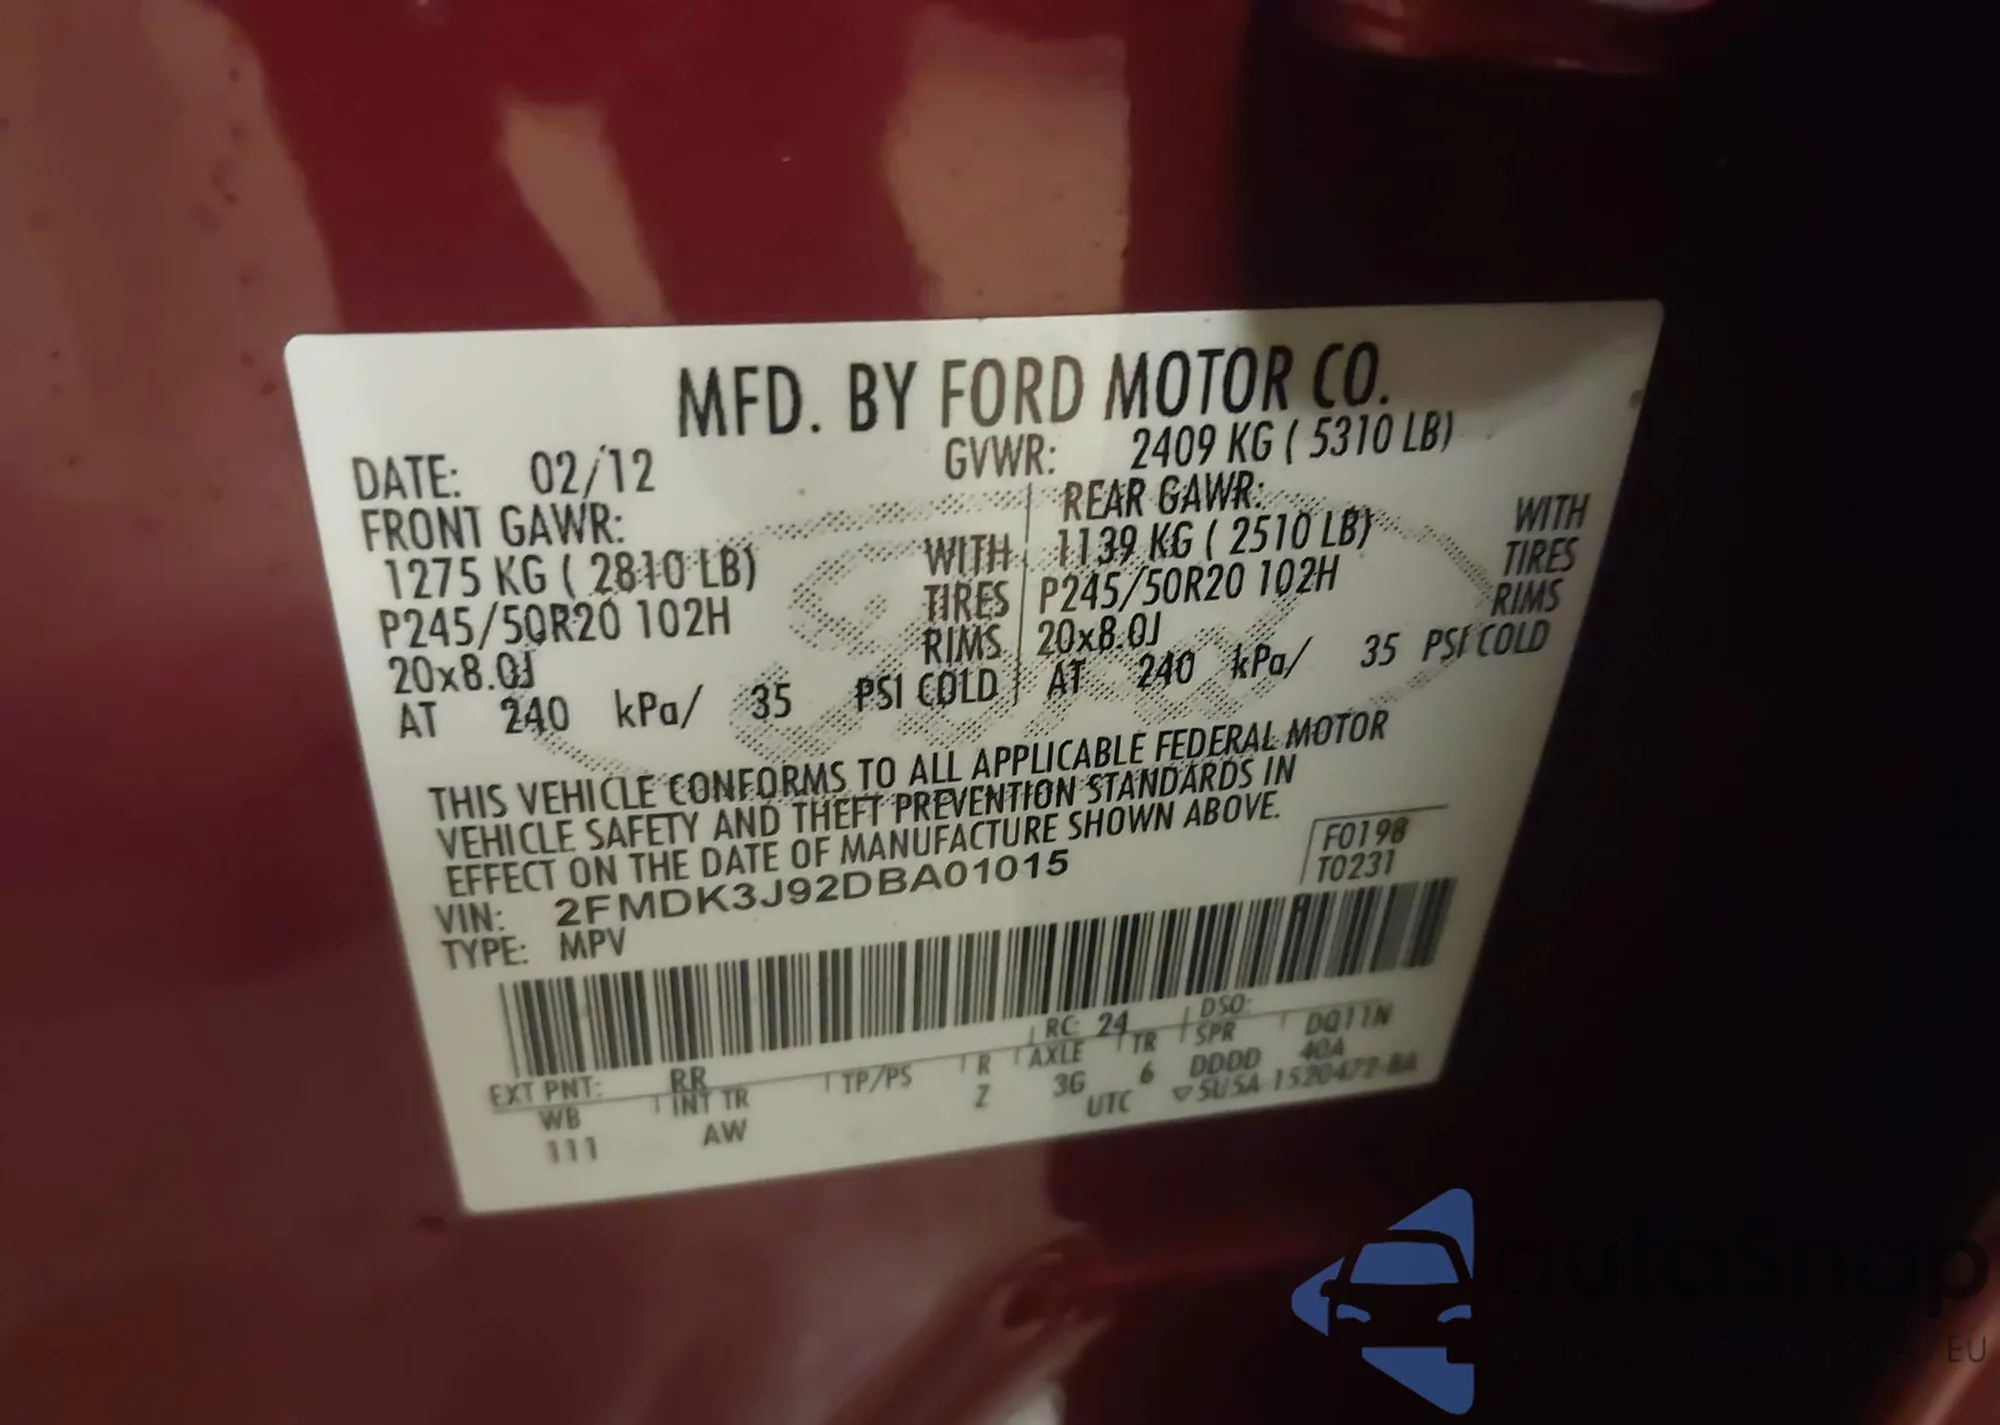 MFD. BY FORD MOTOR CO.
DATE: 02/12 GVWR: 2409 KG ( 5310 LB)
FRONT GAWR: REAR GAWR:
1275 KG ( 2810 LB) WITH 1139 KG ( 2510 LB) WITH
P245/50R20 102H TIRES P245/50R20 102H TIRES
20x8.0J RIMS 20x8.0J RIMS
AT 240 kPa/ 35 PSI COLD AT 240 kPa/ 35 PSI COLD
THIS VEHICLE CONFORMS TO ALL APPLICABLE FEDERAL MOTOR
VEHICLE SAFETY AND THEFT PREVENTION STANDARDS IN
EFFECT ON THE DATE OF MANUFACTURE SHOWN ABOVE.
F0198
VIN: 2FMDK3J92DBA01015 T0231
TYPE: MPV
EXT PNT: RR RC: 24 DSO:
WB INT TR TP/PS R AXLE TR SPR DQ11N
111 AW Z 3G 6 DDDD 40A
UTC ▽ 5U5A 1520472-BA
autoSnap
EU